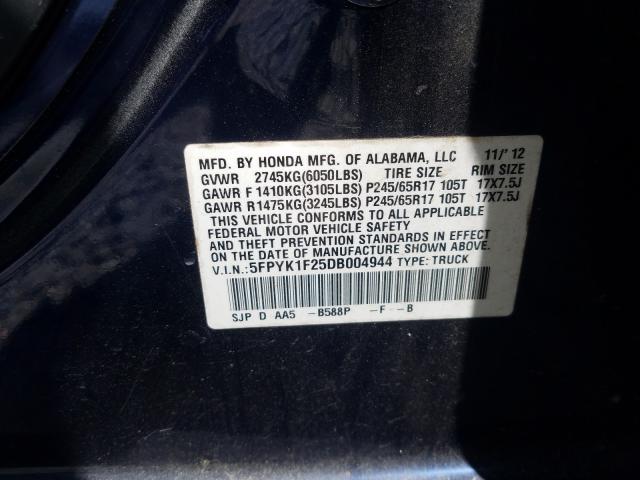 MFD. BY HONDA MFG. OF ALABAMA, LLC 11/'12
GVWR 2745KG(6050LBS) TIRE SIZE RIM SIZE
GAWR F 1410KG(3105LBS) P245/65R17 105T 17X7.5J
GAWR R 1475KG(3245LBS) P245/65R17 105T 17X7.5J
THIS VEHICLE CONFORMS TO ALL APPLICABLE
FEDERAL MOTOR VEHICLE SAFETY
AND THEFT PREVENTION STANDARDS IN EFFECT
ON THE DATE OF MANUFACTURE SHOWN ABOVE.
V.I.N.:5FPYK1F25DB004944 TYPE: TRUCK
SJP D AA5 -B588P -F -B